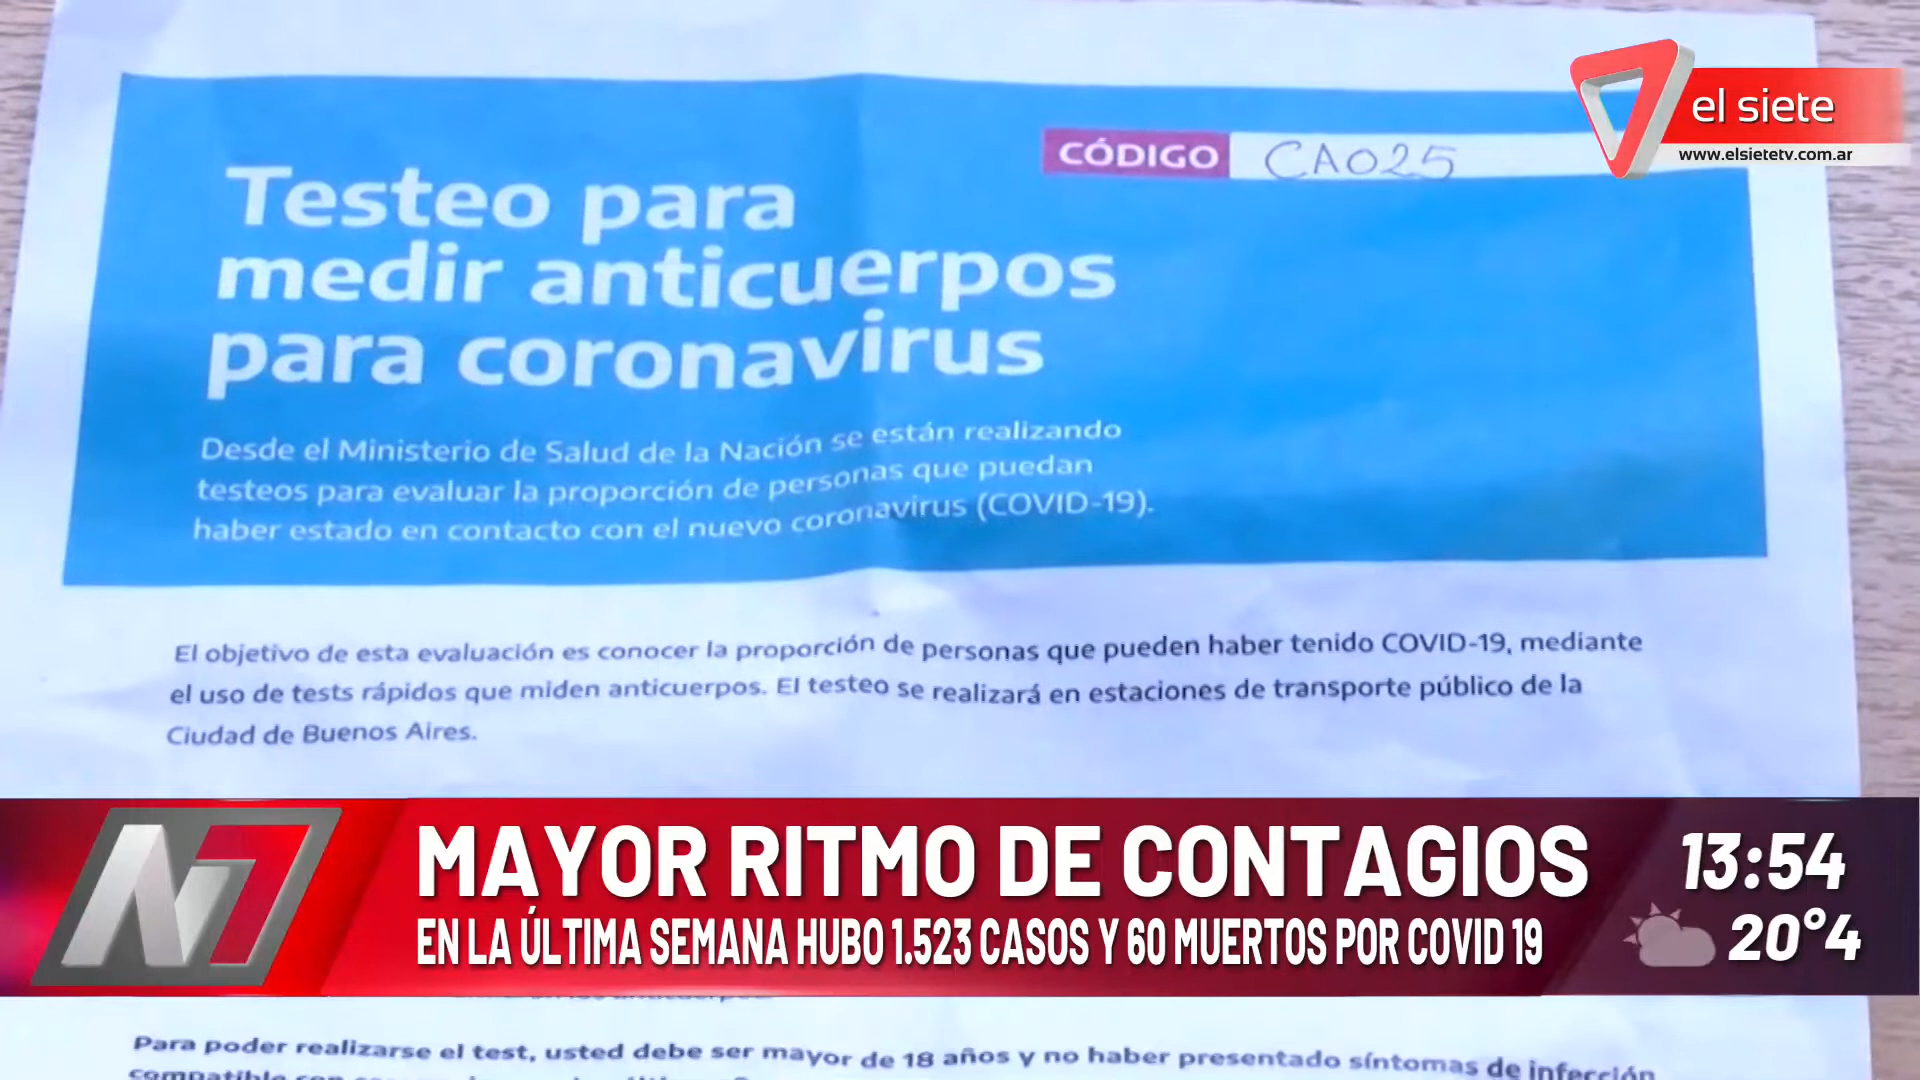 el siete
www.elsietetv.com.ar
CÓDIGO CA025
Testeo para
medir anticuerpos
para coronavirus
Desde el Ministerio de Salud de la Nación se están realizando
testeos para evaluar la proporción de personas que puedan
haber estado en contacto con el nuevo coronavirus (COVID-19).
El objetivo de esta evaluación es conocer la proporción de personas que pueden haber tenido COVID-19, mediante
el uso de tests rápidos que miden anticuerpos. El testeo se realizará en estaciones de transporte público de la
Ciudad de Buenos Aires.
N7
MAYOR RITMO DE CONTAGIOS
EN LA ÚLTIMA SEMANA HUBO 1.523 CASOS Y 60 MUERTOS POR COVID 19
13:54
20°4
Para poder realizarse el test, usted debe ser mayor de 18 años y no haber presentado síntomas de infección